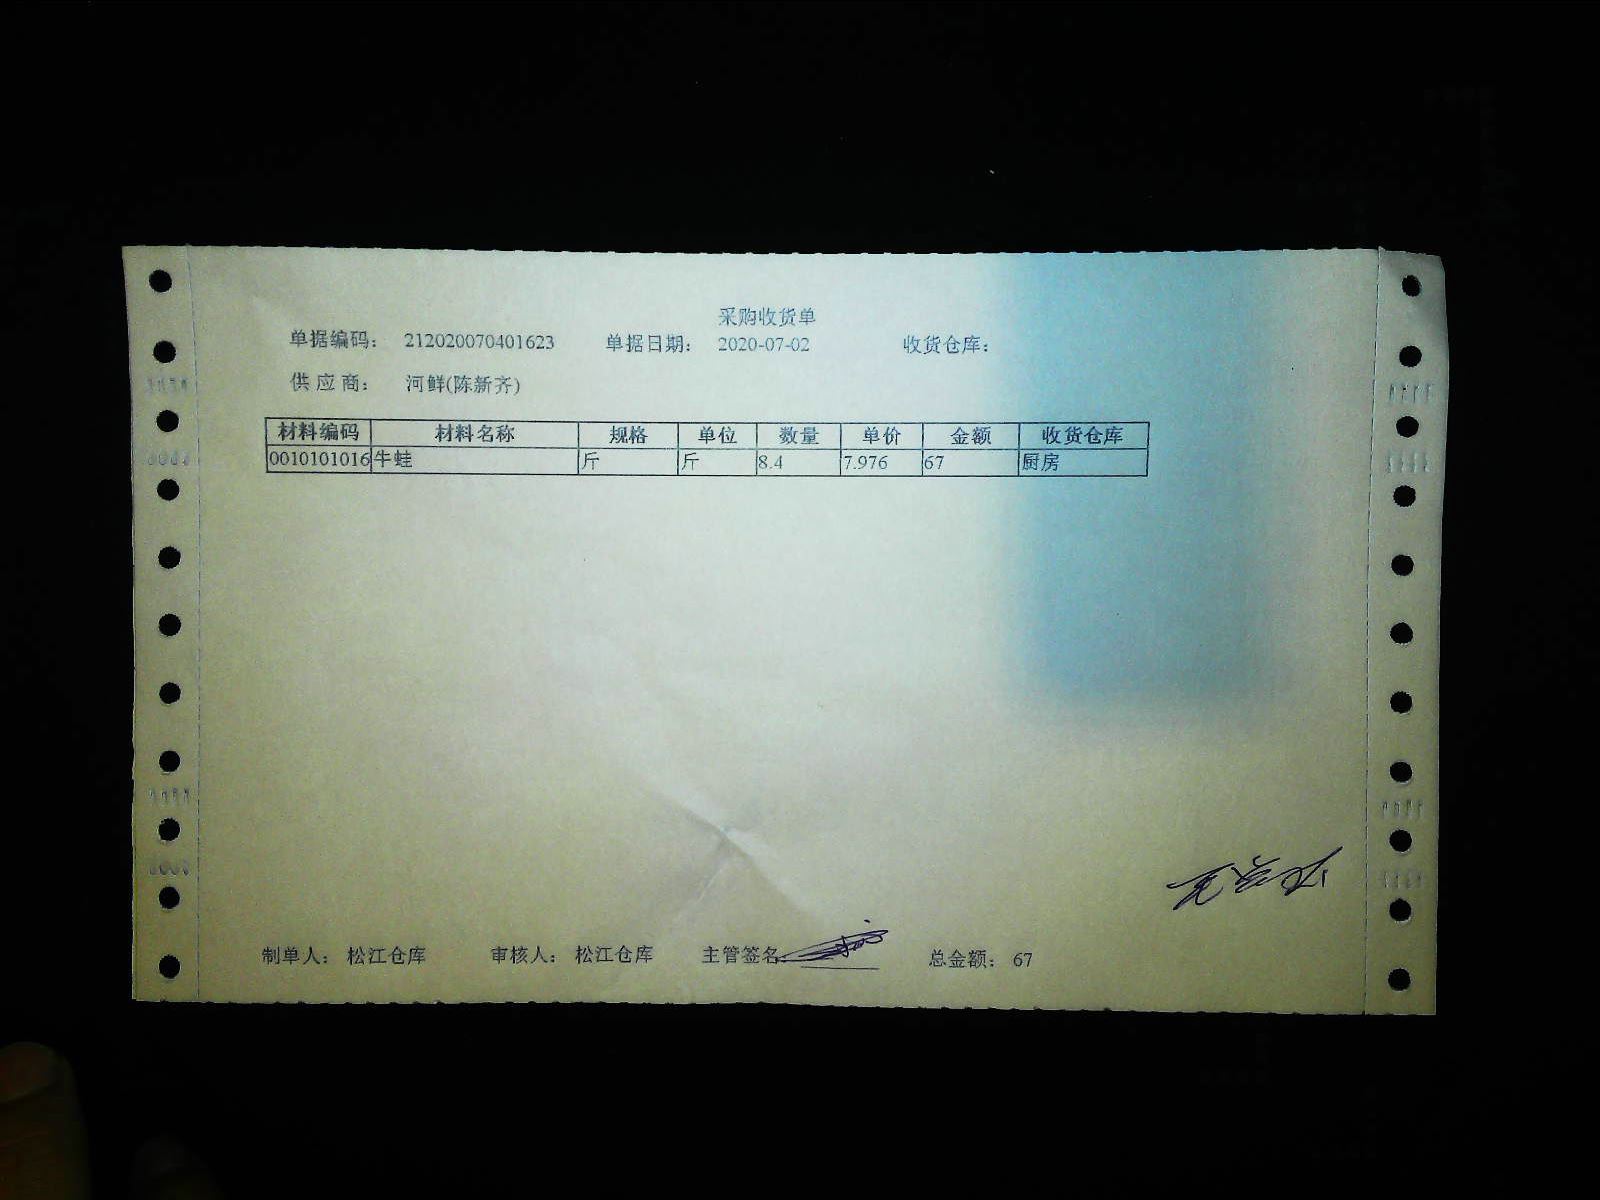 采购收货单
单据编码： 212020070401623 单据日期： 2020-07-02 收货仓库：
供应商： 河鲜(陈新齐)
材料编码 材料名称 规格 单位 数量 单价 金额 收货仓库
0010101016 牛蛙 斤 斤 8.4 7.976 67 厨房
制单人： 松江仓库 审核人： 松江仓库 主管签名： 总金额： 67